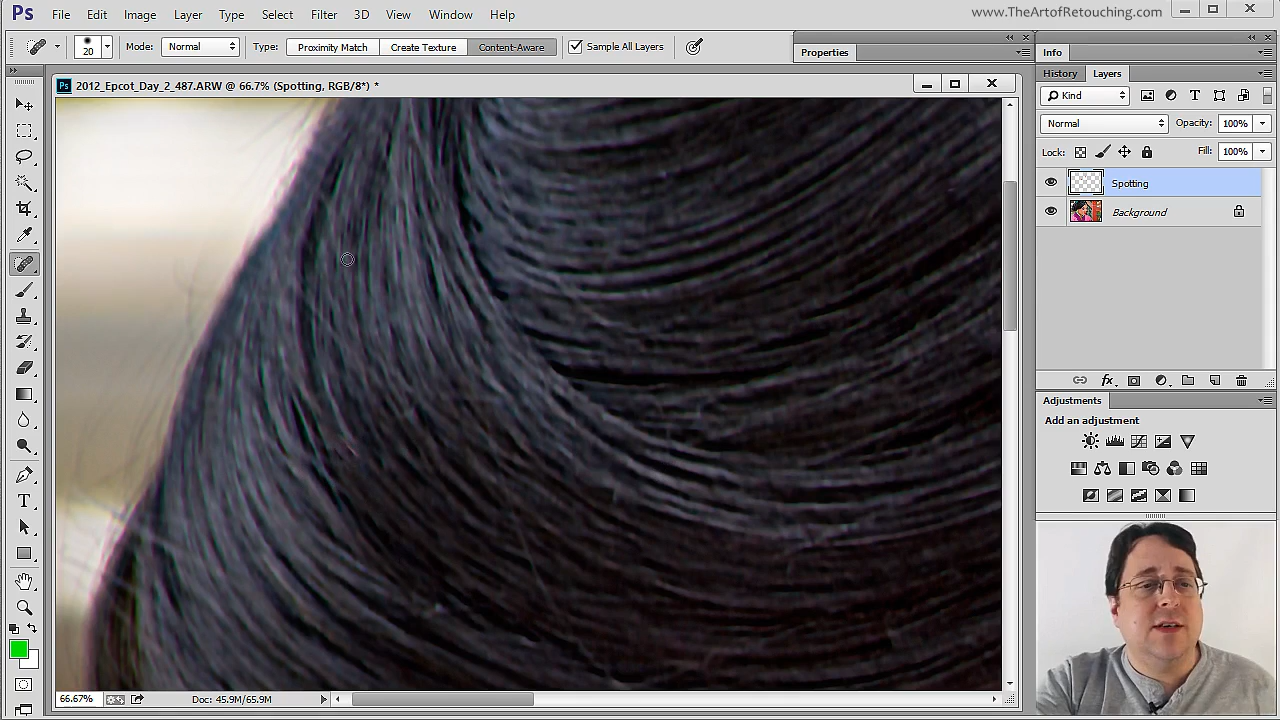 Ps File Edit Image Layer Type Select Filter 3D View Window Help www.TheArtofRetouching.com
20 Mode: Normal Type: Proximity Match Create Texture Content-Aware Sample All Layers
Properties
Info
Ps 2012_Epcot_Day_2_487.ARW @ 66.7% (Spotting, RGB/8*) *
History Layers
Kind
Normal Opacity: 100%
Lock: Fill: 100%
Spotting
Background
Adjustments
Add an adjustment
66.67% Doc: 45.9M/65.9M